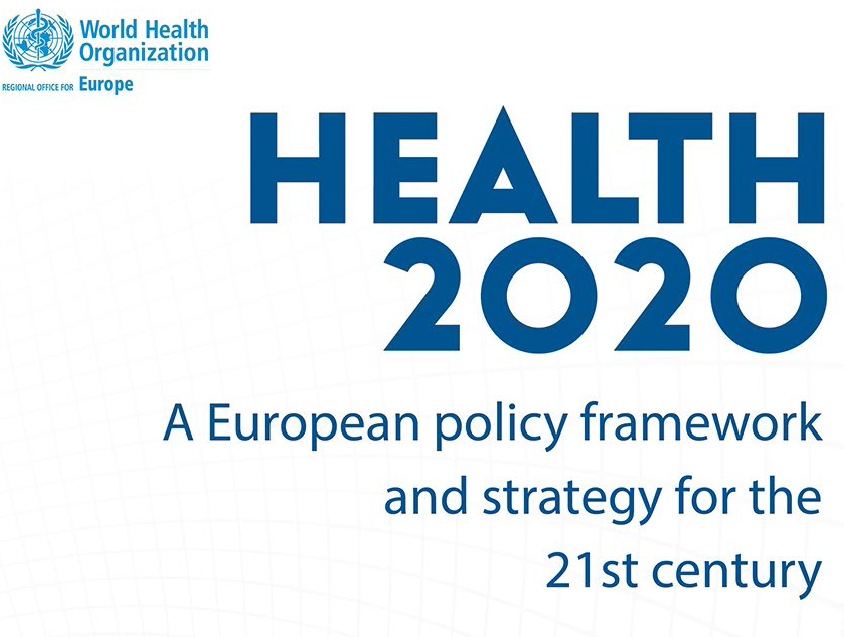 World Health
Organization
REGIONAL OFFICE FOR Europe
HEALTH
2020
A European policy framework
and strategy for the
21st century